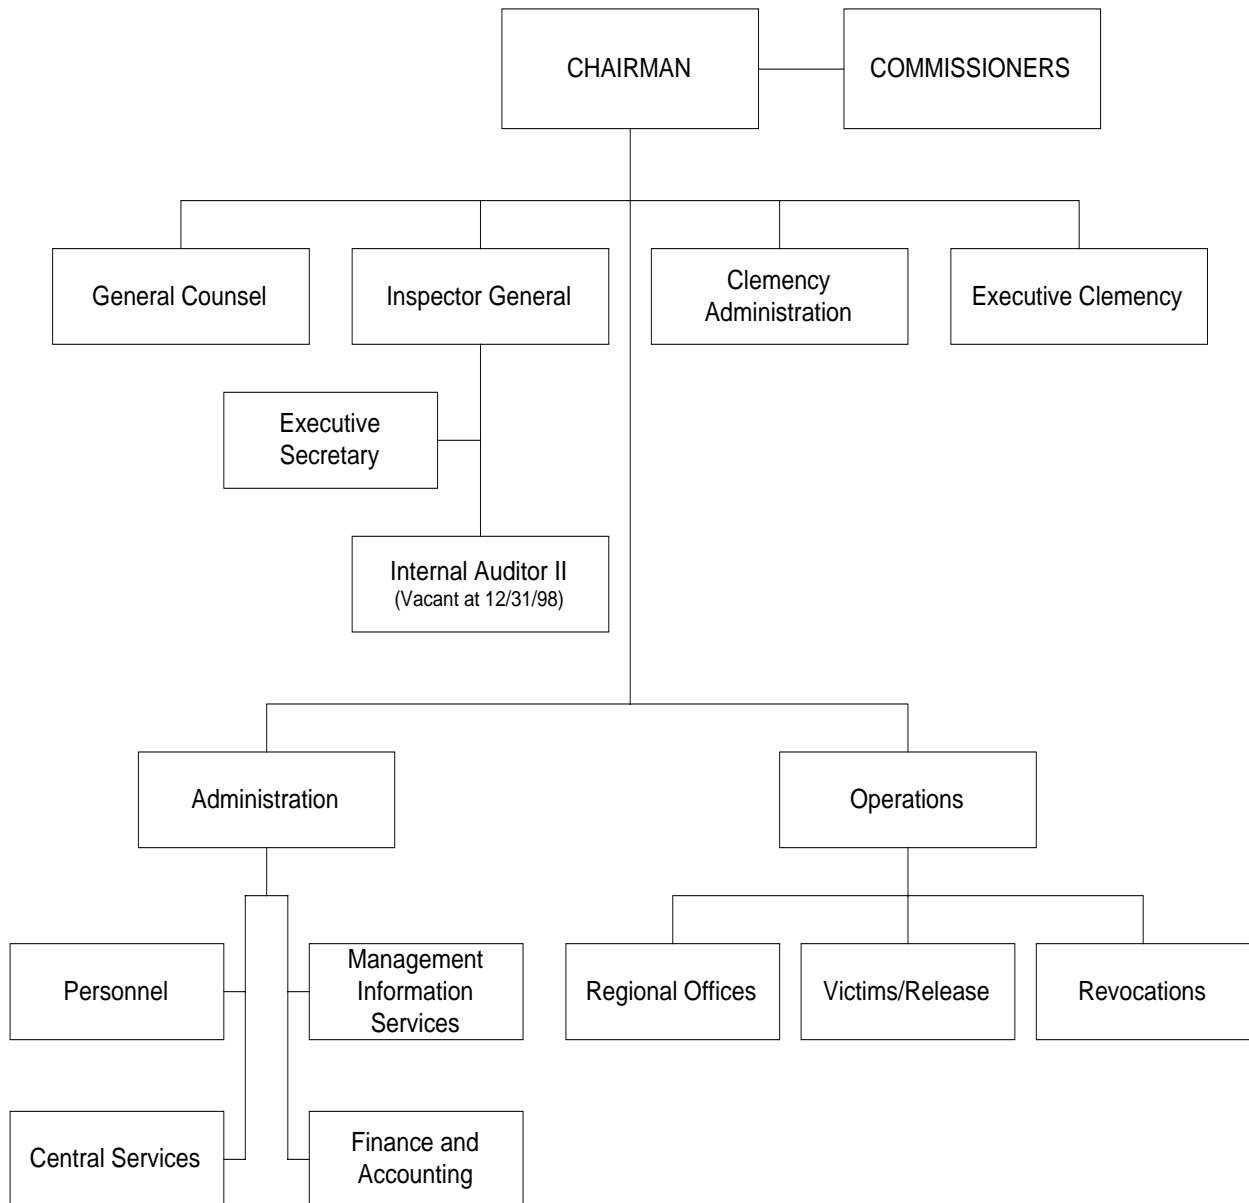 CHAIRMAN
COMMISSIONERS
General Counsel
Inspector General
Clemency
Administration
Executive Clemency
Executive
Secretary
Internal Auditor II
(Vacant at 12/31/98)
Administration
Operations
Personnel
Management
Information
Services
Regional Offices
Victims/Release
Revocations
Central Services
Finance and
Accounting